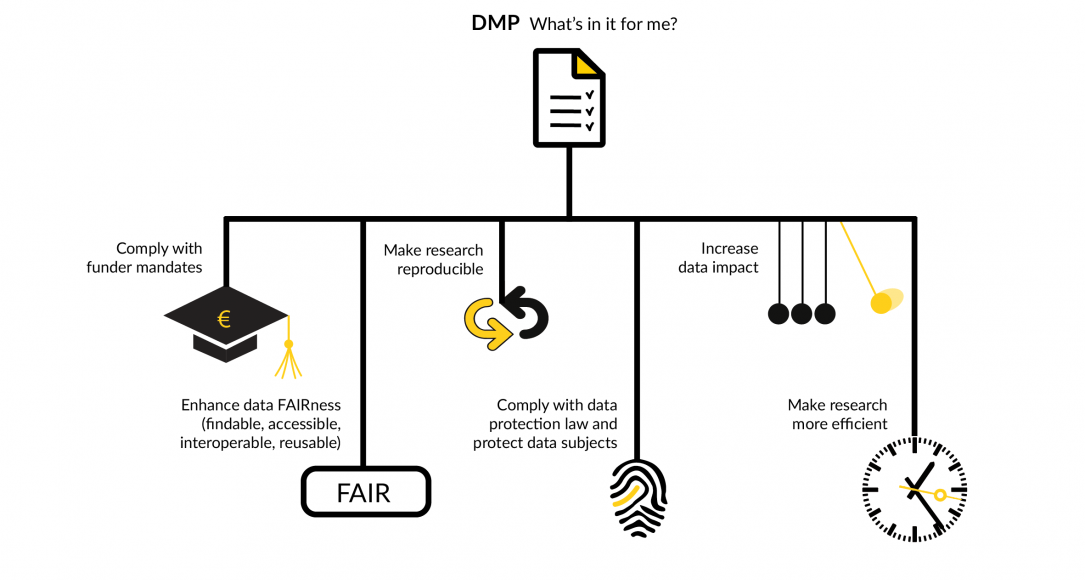 DMP What’s in it for me?
Comply with
funder mandates
€
Enhance data FAIRness
(findable, accessible,
interoperable, reusable)
FAIR
Make research
reproducible
Comply with data
protection law and
protect data subjects
Increase
data impact
Make research
more efficient